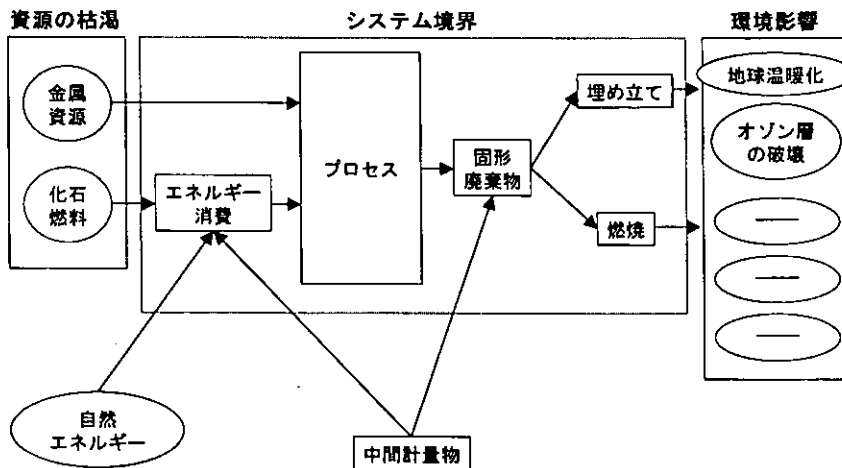 資源の枯渇
システム境界
環境影響
金属
資源
化石
燃料
エネルギー
消費
プロセス
固形
廃棄物
埋め立て
燃焼
地球温暖化
オゾン層
の破壊
自然
エネルギー
中間計量物